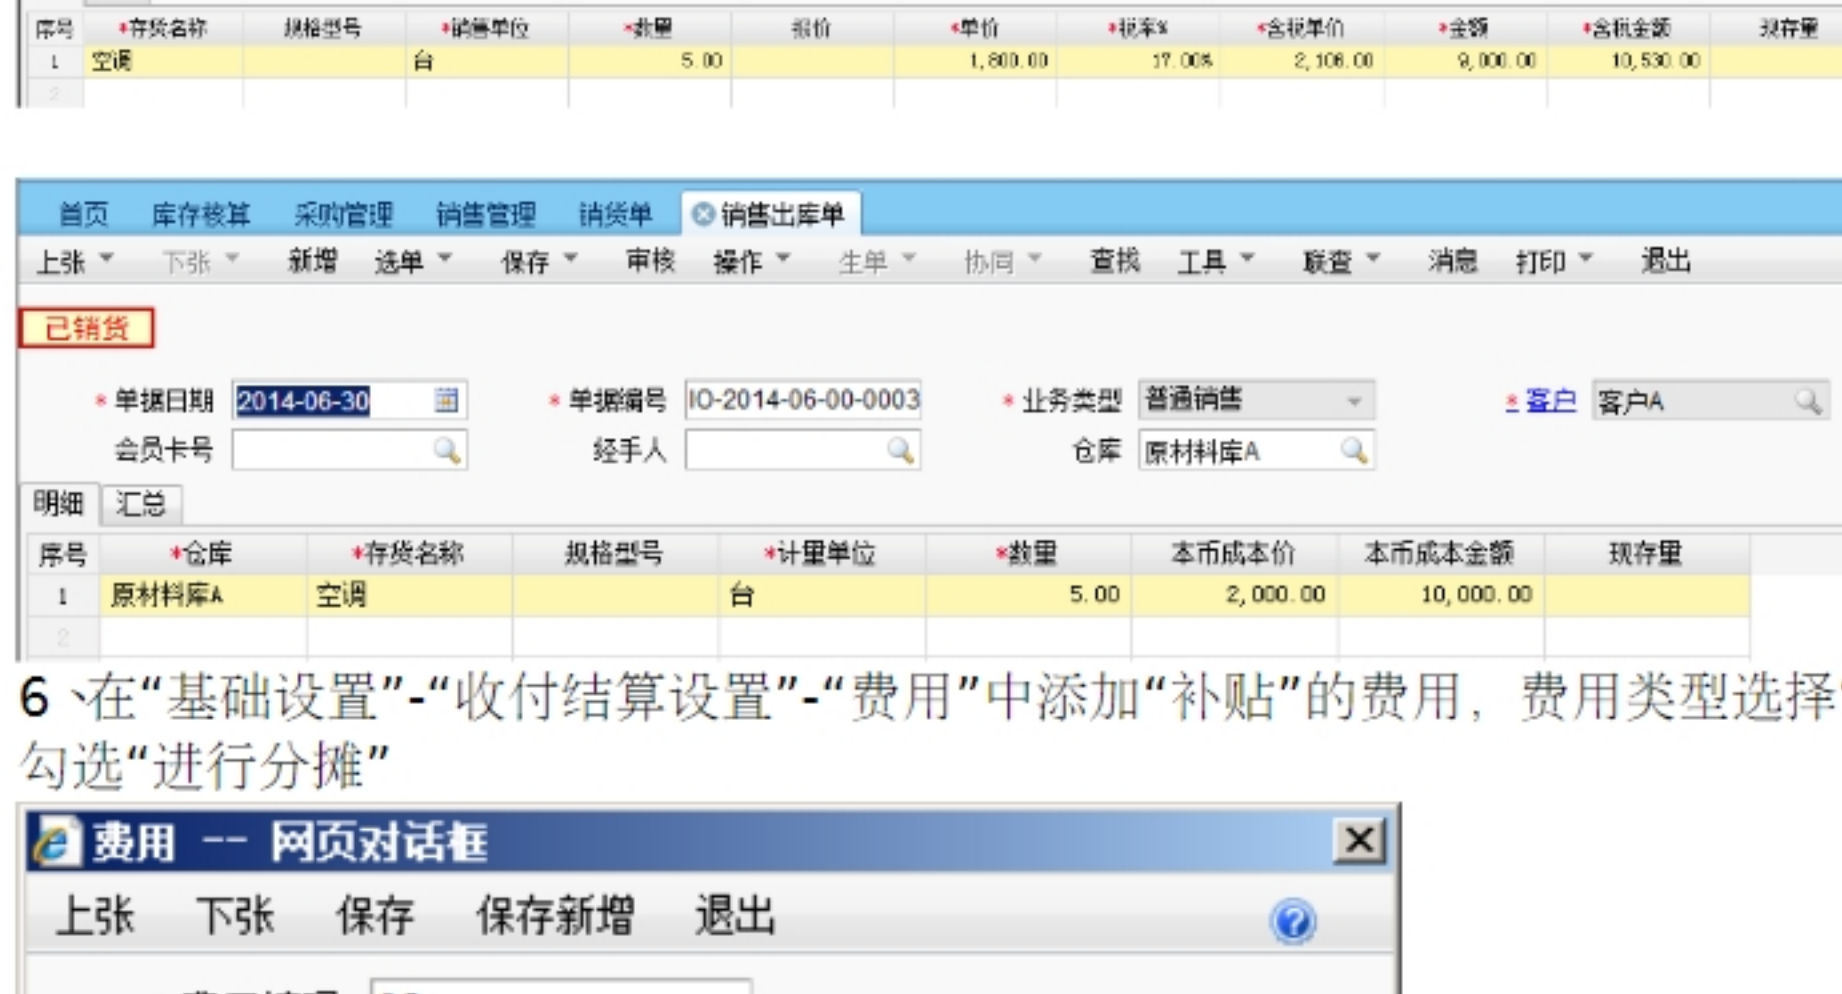 序号 *存货名称 规格型号 *销售单位 *数量 报价 *单价 *税率% *含税单价 *金额 *含税金额 现存量
1 空调 台 5.00 1,800.00 17.00% 2,106.00 9,000.00 10,530.00
2
首页 库存核算 采购管理 销售管理 销货单 销售出库单
上张 下张 新增 选单 保存 审核 操作 生单 协同 查找 工具 联查 消息 打印 退出
已销货
* 单据日期 2014-06-30 * 单据编号 IO-2014-06-00-0003 * 业务类型 普通销售 * 客户 客户A
会员卡号 经手人 仓库 原材料库A
明细 汇总
序号 *仓库 *存货名称 规格型号 *计量单位 *数量 本币成本价 本币成本金额 现存量
1 原材料库A 空调 台 5.00 2,000.00 10,000.00
2
6、在“基础设置”-“收付结算设置”-“费用”中添加“补贴”的费用，费用类型选择“
勾选“进行分摊”
费用 -- 网页对话框
上张 下张 保存 保存新增 退出